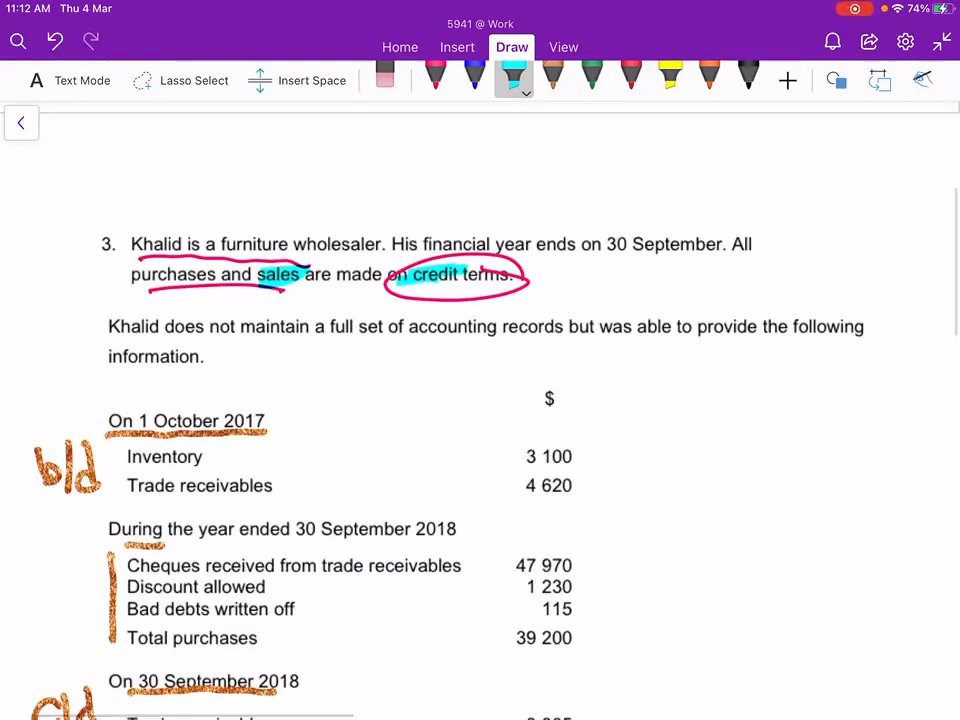 11:12 AM Thu 4 Mar
74%
5941 @ Work
Home Insert Draw View
Text Mode Lasso Select Insert Space
3. Khalid is a furniture wholesaler. His financial year ends on 30 September. All
purchases and sales are made on credit terms.
Khalid does not maintain a full set of accounting records but was able to provide the following
information.
$
On 1 October 2017
b/d
Inventory 3 100
Trade receivables 4 620
During the year ended 30 September 2018
Cheques received from trade receivables 47 970
Discount allowed 1 230
Bad debts written off 115
Total purchases 39 200
On 30 September 2018